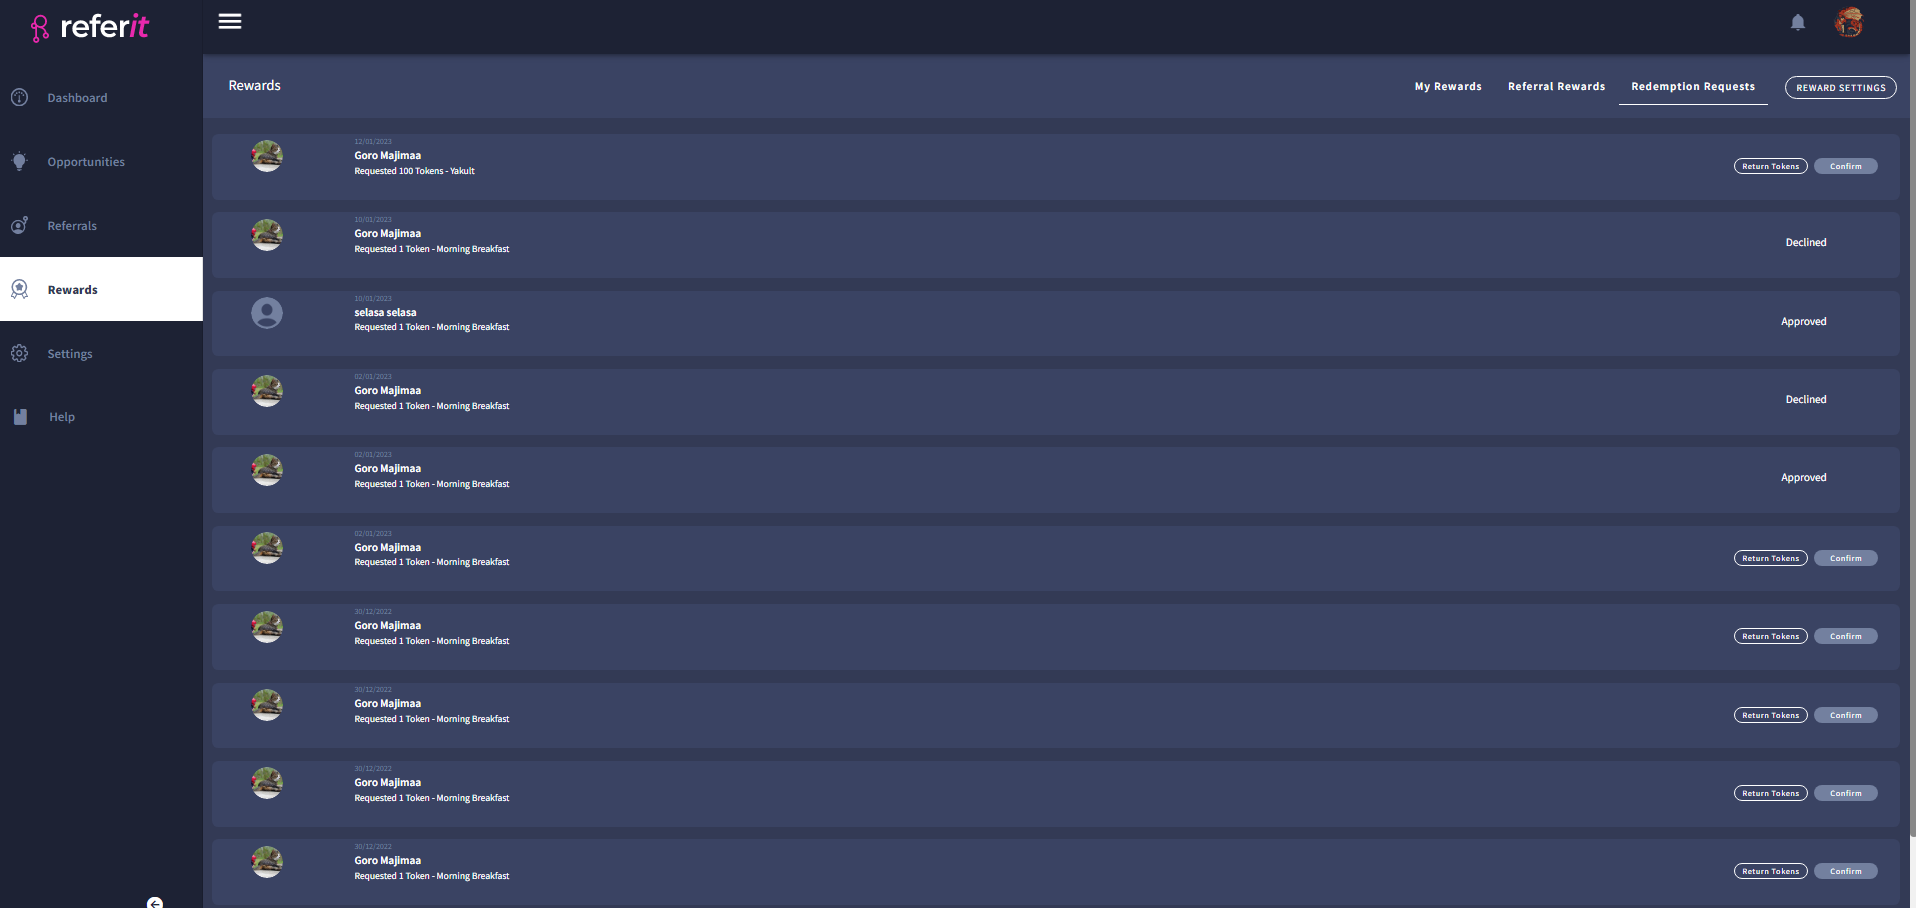 referit
Dashboard
Opportunities
Referrals
Rewards
Settings
Help
Rewards
My Rewards
Referral Rewards
Redemption Requests
REWARD SETTINGS
12/01/2023
Goro Majimaa
Requested 100 Tokens - Yakult
Return Tokens
Confirm
10/01/2023
Goro Majimaa
Requested 1 Token - Morning Breakfast
Declined
10/01/2023
selasa selasa
Requested 1 Token - Morning Breakfast
Approved
02/01/2023
Goro Majimaa
Requested 1 Token - Morning Breakfast
Declined
02/01/2023
Goro Majimaa
Requested 1 Token - Morning Breakfast
Approved
02/01/2023
Goro Majimaa
Requested 1 Token - Morning Breakfast
Return Tokens
Confirm
30/12/2022
Goro Majimaa
Requested 1 Token - Morning Breakfast
Return Tokens
Confirm
30/12/2022
Goro Majimaa
Requested 1 Token - Morning Breakfast
Return Tokens
Confirm
30/12/2022
Goro Majimaa
Requested 1 Token - Morning Breakfast
Return Tokens
Confirm
30/12/2022
Goro Majimaa
Requested 1 Token - Morning Breakfast
Return Tokens
Confirm